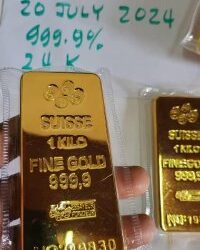 20 JULY 2024
999.9%
24 K
SUISSE
1 KILO
FINE GOLD
999,9
SUISSE
1 KILO
FINE GOLD